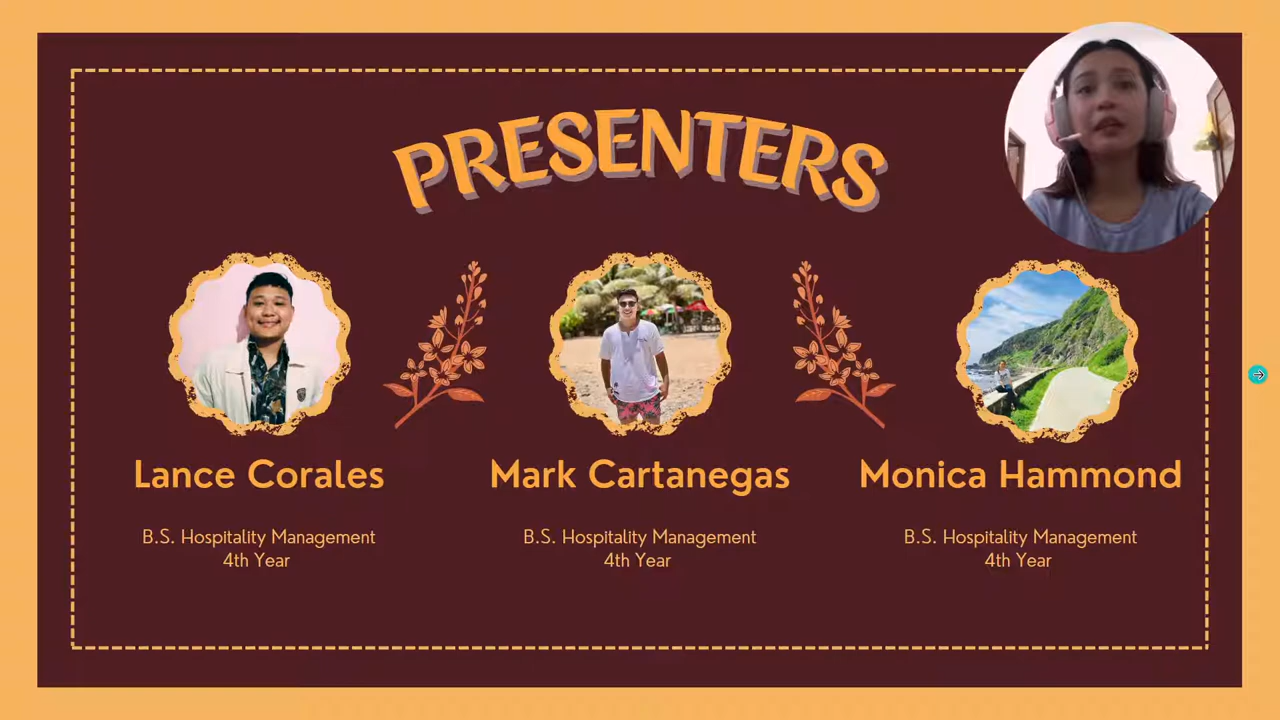 PRESENTERS
Lance Corales
B.S. Hospitality Management
4th Year
Mark Cartanegas
B.S. Hospitality Management
4th Year
Monica Hammond
B.S. Hospitality Management
4th Year